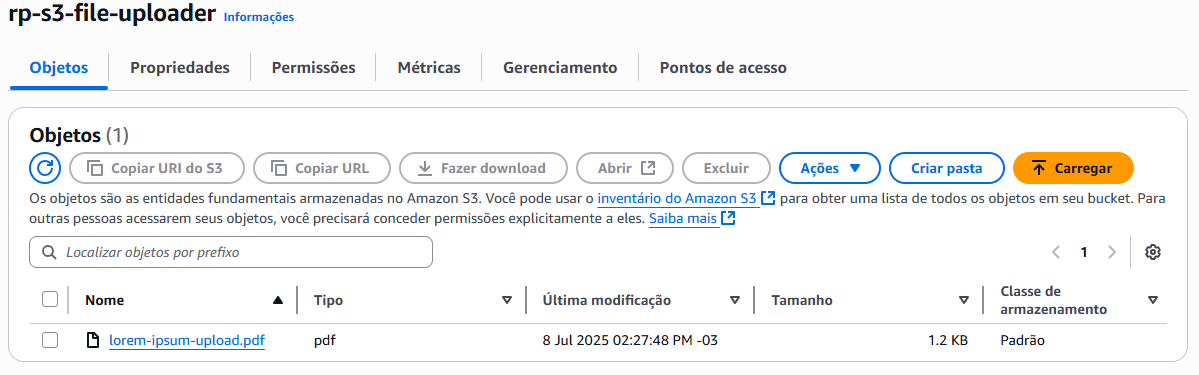 rp-s3-file-uploader Informações
Objetos Propriedades Permissões Métricas Gerenciamento Pontos de acesso
Objetos (1)
Copiar URI do S3 Copiar URL Fazer download Abrir Excluir Ações Criar pasta Carregar
Os objetos são as entidades fundamentais armazenadas no Amazon S3. Você pode usar o inventário do Amazon S3 para obter uma lista de todos os objetos em seu bucket. Para
outras pessoas acessarem seus objetos, você precisará conceder permissões explicitamente a eles. Saiba mais
Localizar objetos por prefixo
1
Nome Tipo Última modificação Tamanho Classe de
armazenamento
lorem-ipsum-upload.pdf pdf 8 Jul 2025 02:27:48 PM -03 1.2 KB Padrão